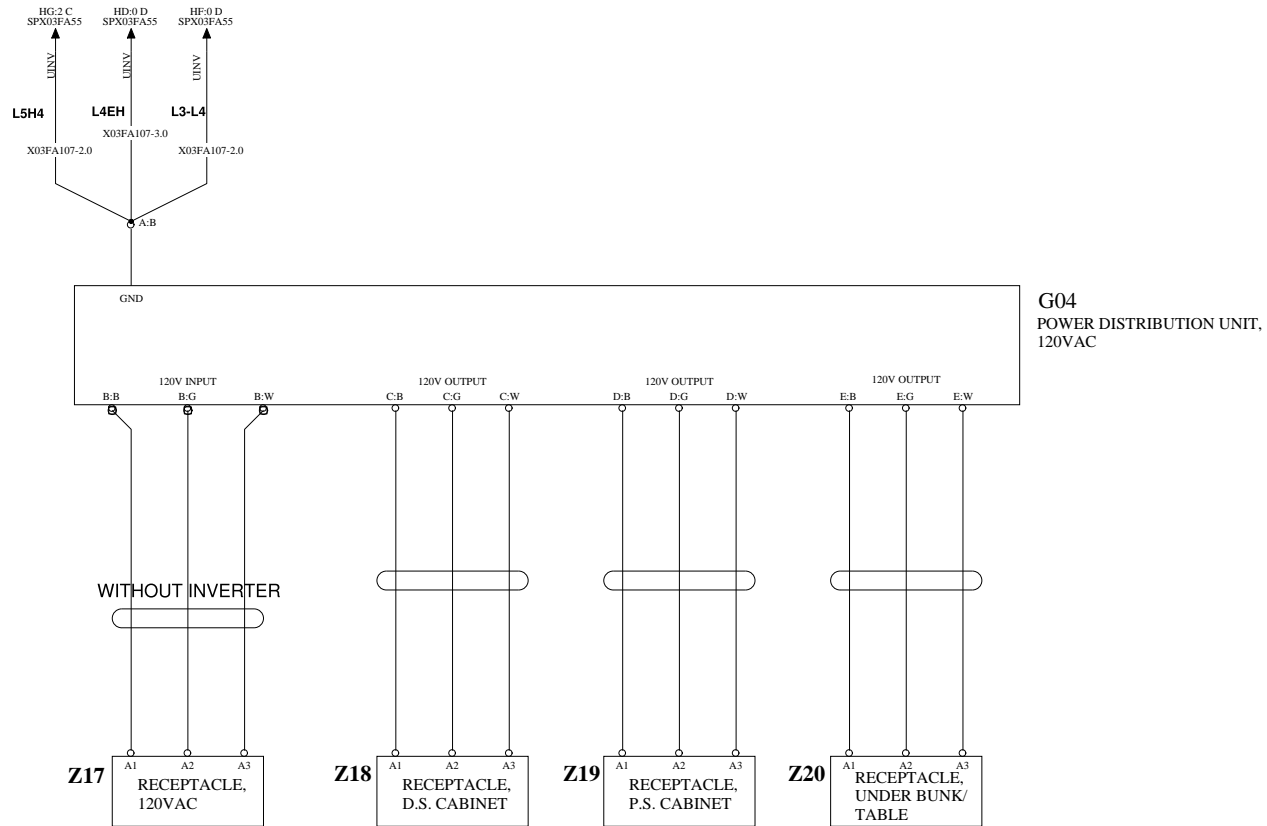 HG:2 C HD:0 D HF:0 D
SPX03FA55 SPX03FA55 SPX03FA55
UINV UINV UINV
L5H4 L4EH L3-L4
X03FA107-3.0
X03FA107-2.0 X03FA107-2.0
A:B
GND
G04
POWER DISTRIBUTION UNIT,
120VAC
120V INPUT 120V OUTPUT 120V OUTPUT 120V OUTPUT
B:B B:G B:W C:B C:G C:W D:B D:G D:W E:B E:G E:W
WITHOUT INVERTER
Z17
A1 A2 A3
RECEPTACLE,
120VAC
Z18
A1 A2 A3
RECEPTACLE,
D.S. CABINET
Z19
A1 A2 A3
RECEPTACLE,
P.S. CABINET
Z20
A1 A2 A3
RECEPTACLE,
UNDER BUNK/
TABLE